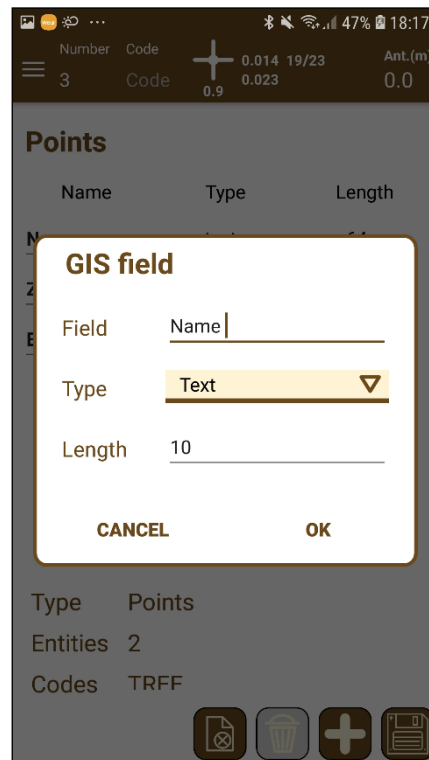 47% 18:17
Number Code 0.014 19/23 Ant.(m)
3 Code 0.9 0.023 0.0
Points
Name Type Length
GIS field
Field Name
Type Text
Length 10
CANCEL OK
Type Points
Entities 2
Codes TREE